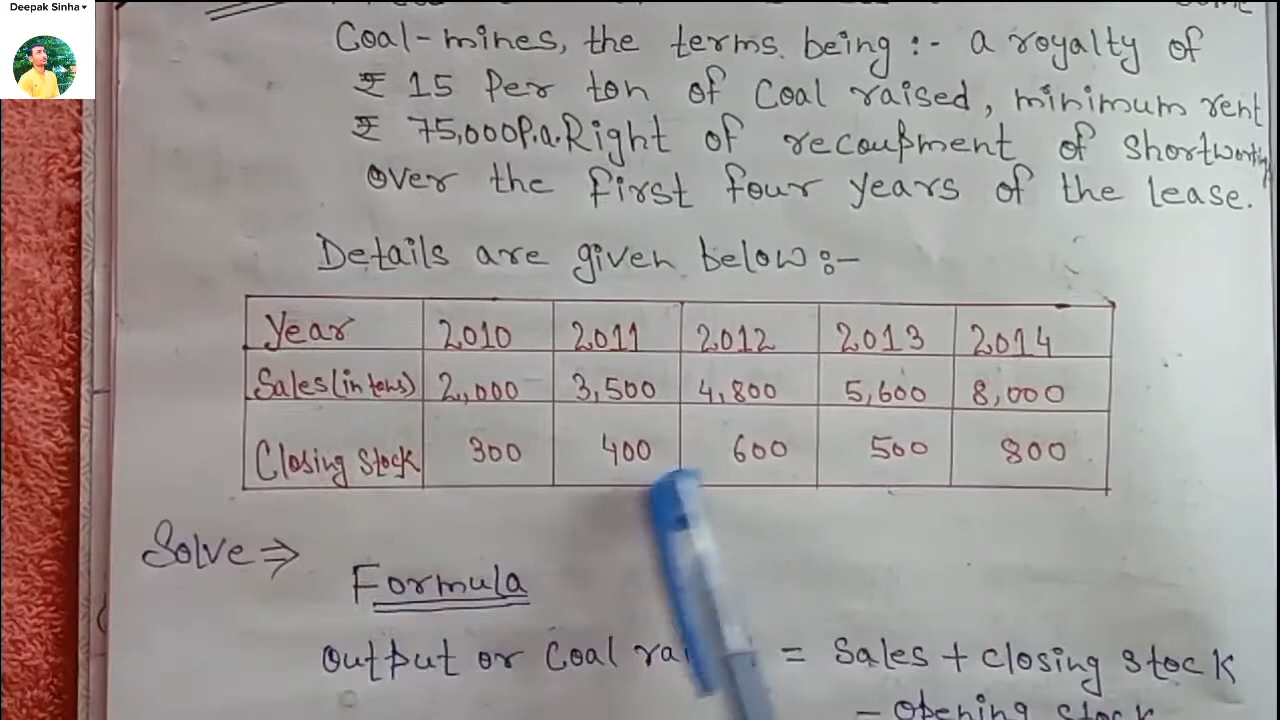 Deepak Sinha
Coal-mines, the terms being :- a royalty of
₹ 15 Per ton of Coal raised, minimum rent
₹ 75,000P.a. Right of recoupment of Shortworking
over the first four years of the lease.
Details are given below :-
Year 2010 2011 2012 2013 2014
Sales (in tons) 2,000 3,500 4,800 5,600 8,000
Closing Stock 300 400 600 500 800
Solve ⇒
Formula
Output or Coal = Sales + Closing Stock
- Opening Stock